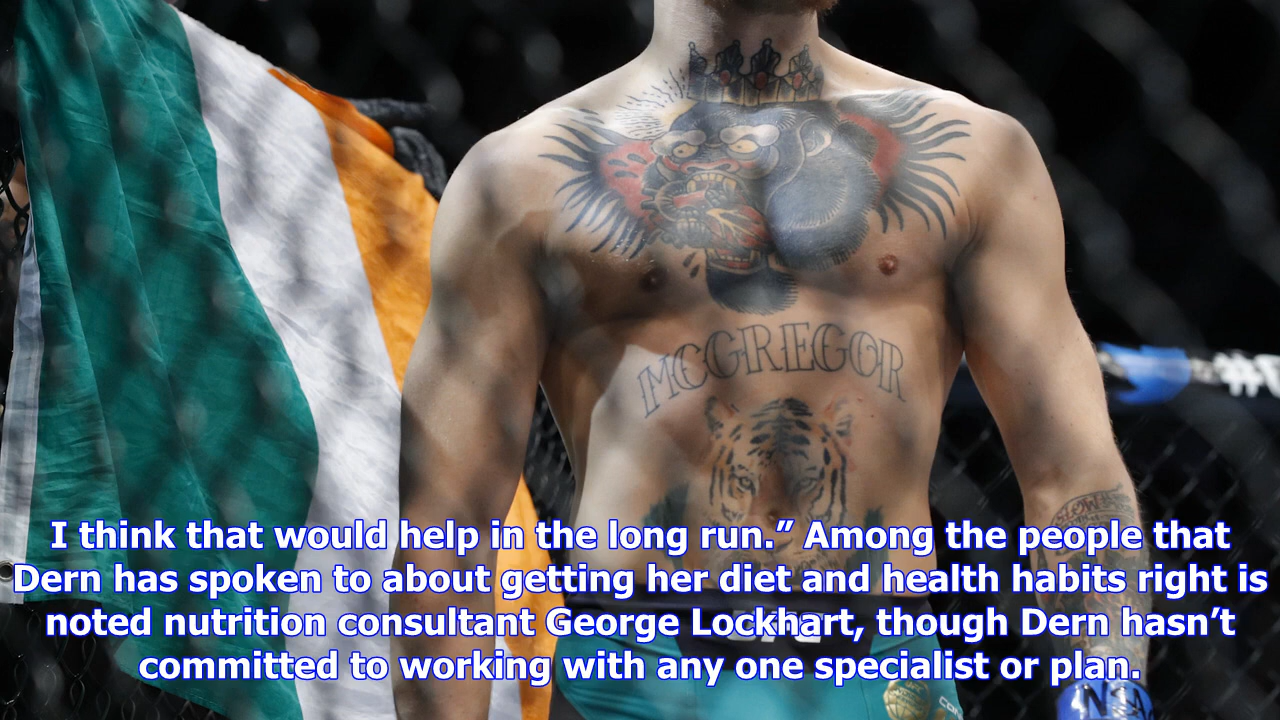 MCGREGOR
I think that would help in the long run.” Among the people that
Dern has spoken to about getting her diet and health habits right is
noted nutrition consultant George Lockhart, though Dern hasn’t
committed to working with any one specialist or plan.